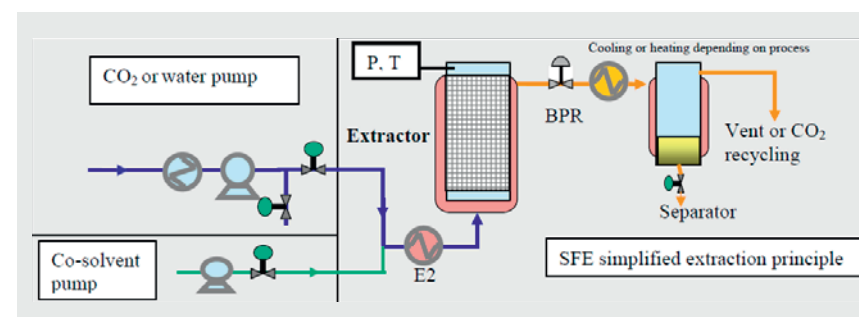 CO₂ or water pump
P, T
Cooling or heating depending on process
Extractor
BPR
Vent or CO₂
recycling
Separator
Co-solvent
pump
E2
SFE simplified extraction principle